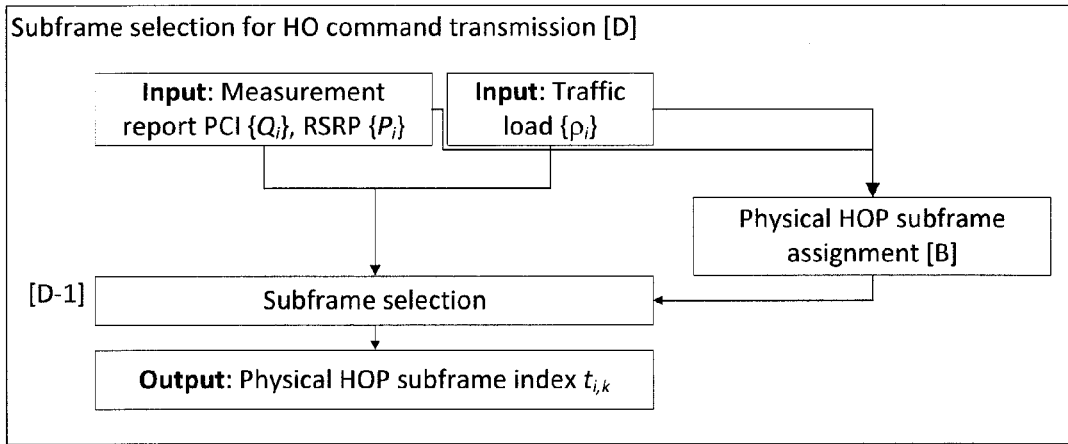 Subframe selection for HO command transmission [D]
Input: Measurement
report PCI {Qi}, RSRP {Pi}
Input: Traffic
load {ρi}
Physical HOP subframe
assignment [B]
[D-1]
Subframe selection
Output: Physical HOP subframe index ti,k